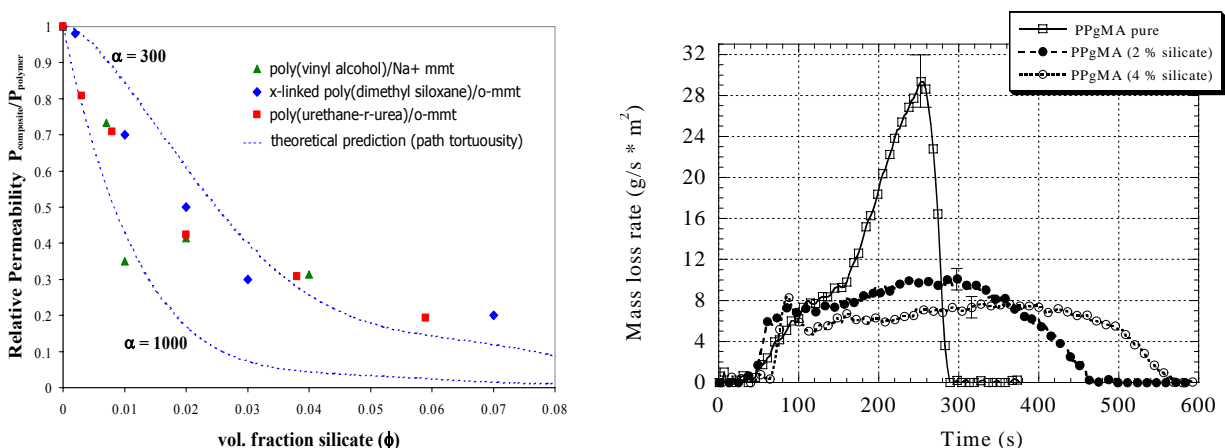 Relative Permeability Pcomposite/Ppolymer
1
0.9
0.8
0.7
0.6
0.5
0.4
0.3
0.2
0.1
0
α = 300
α = 1000
poly(vinyl alcohol)/Na+ mmt
x-linked poly(dimethyl siloxane)/o-mmt
poly(urethane-r-urea)/o-mmt
theoretical prediction (path tortuousity)
0 0.01 0.02 0.03 0.04 0.05 0.06 0.07 0.08
vol. fraction silicate (ϕ)
PPgMA pure
PPgMA (2 % silicate)
PPgMA (4 % silicate)
Mass loss rate (g/s * m²)
32
28
24
20
16
12
8
4
0
0 100 200 300 400 500 600
Time (s)